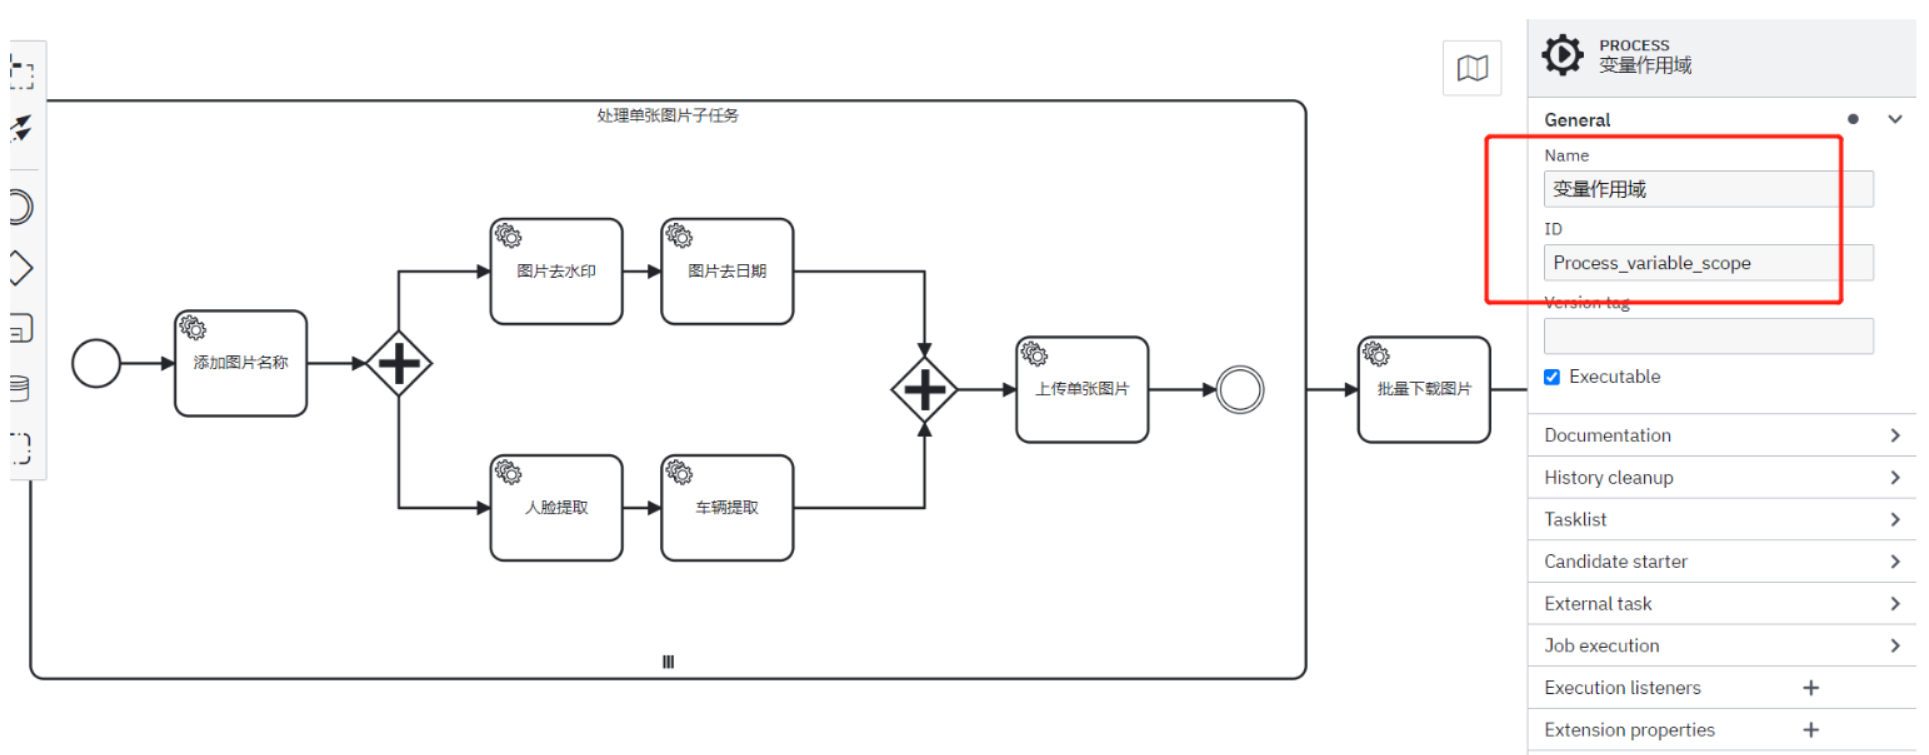 处理单张图片子任务
添加图片名称
图片去水印
图片去日期
人脸提取
车辆提取
上传单张图片
批量下载图片
PROCESS
变量作用域
General
Name
变量作用域
ID
Process_variable_scope
Version tag
Executable
Documentation
History cleanup
Tasklist
Candidate starter
External task
Job execution
Execution listeners
Extension properties